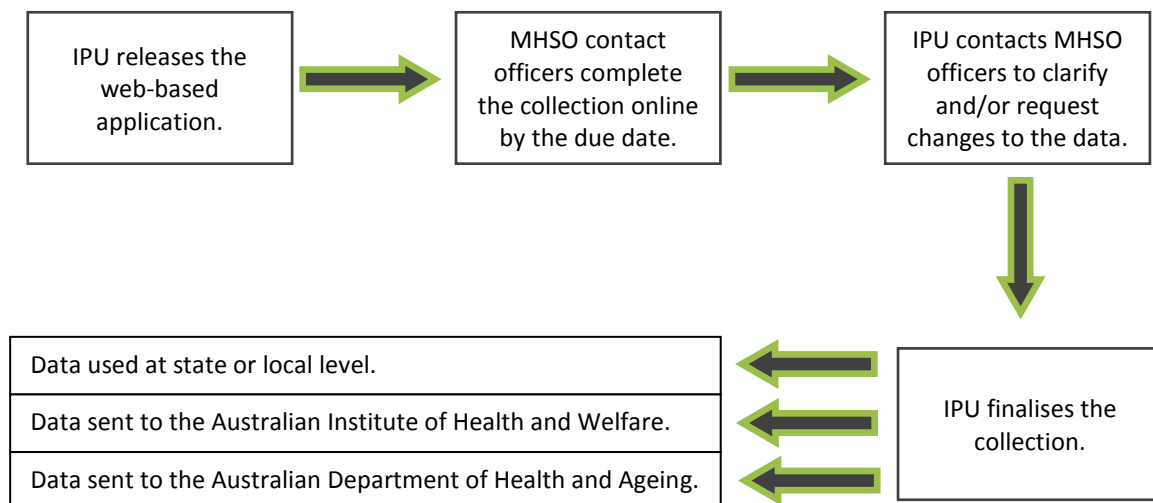 IPU releases the
web-based
application.
MHSO contact
officers complete
the collection online
by the due date.
IPU contacts MHSO
officers to clarify
and/or request
changes to the data.
IPU finalises the
collection.
Data used at state or local level.
Data sent to the Australian Institute of Health and Welfare.
Data sent to the Australian Department of Health and Ageing.